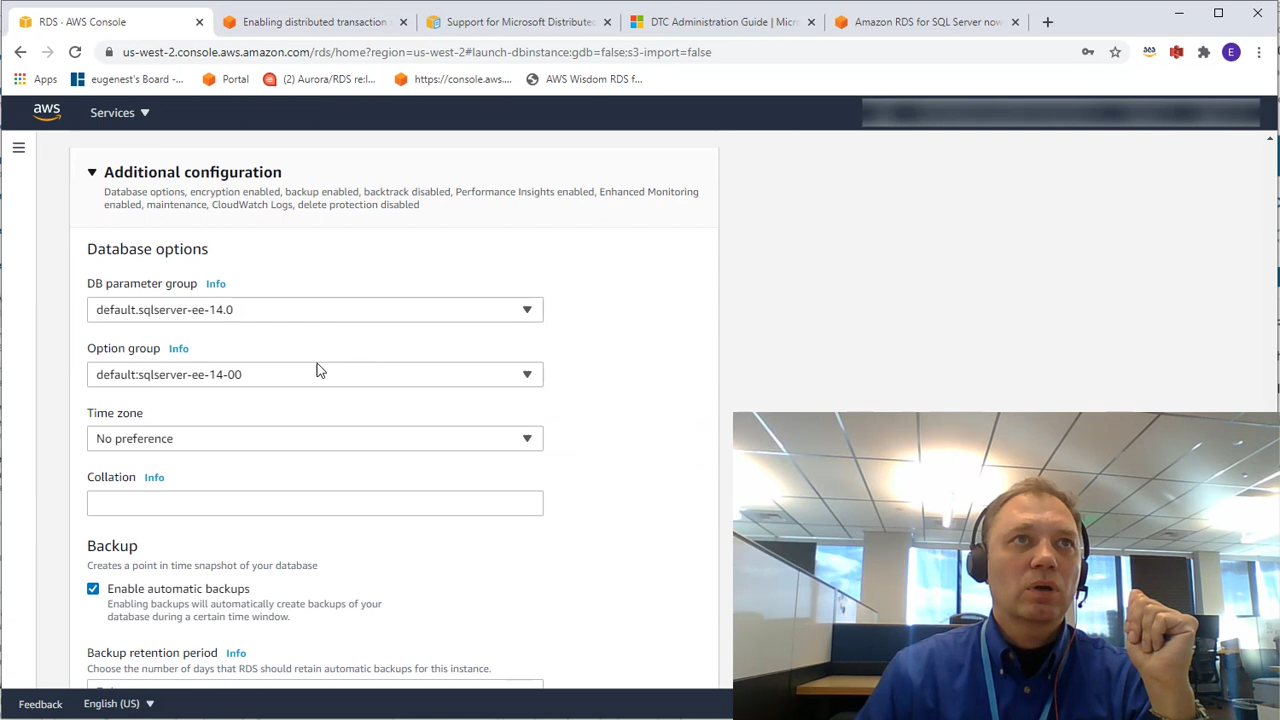 RDS · AWS Console
Enabling distributed transaction
Support for Microsoft Distribute
DTC Administration Guide | Micr
Amazon RDS for SQL Server now
us-west-2.console.aws.amazon.com/rds/home?region=us-west-2#launch-dbinstance:gdb=false;s3-import=false
E
Apps
eugenest's Board -...
Portal
(2) Aurora/RDS re:I...
https://console.aws....
AWS Wisdom RDS f...
aws
Services
Additional configuration
Database options, encryption enabled, backup enabled, backtrack disabled, Performance Insights enabled, Enhanced Monitoring
enabled, maintenance, CloudWatch Logs, delete protection disabled
Database options
DB parameter group Info
default.sqlserver-ee-14.0
Option group Info
default:sqlserver-ee-14-00
Time zone
No preference
Collation Info
Backup
Creates a point in time snapshot of your database
Enable automatic backups
Enabling backups will automatically create backups of your
database during a certain time window.
Backup retention period Info
Choose the number of days that RDS should retain automatic backups for this instance.
Feedback
English (US)